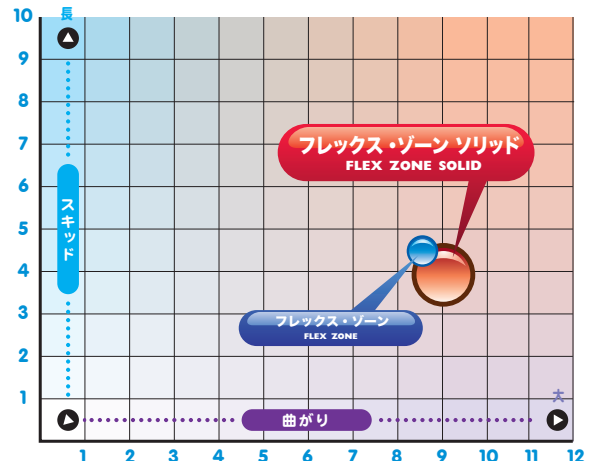 10 長
9
8
7
6
5
4
3
2
1
スキッド
フレックス・ゾーン ソリッド
FLEX ZONE SOLID
フレックス・ゾーン
FLEX ZONE
大
曲がり
1 2 3 4 5 6 7 8 9 10 11 12